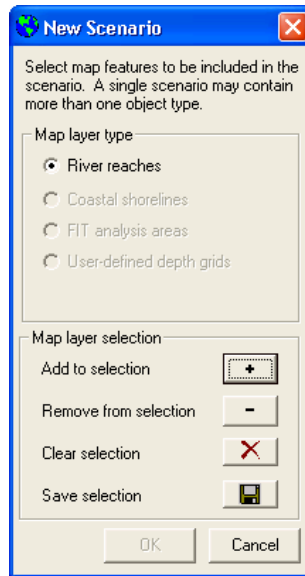 New Scenario
Select map features to be included in the
scenario. A single scenario may contain
more than one object type.
Map layer type
River reaches
Coastal shorelines
FIT analysis areas
User-defined depth grids
Map layer selection
Add to selection +
Remove from selection -
Clear selection
Save selection
OK Cancel